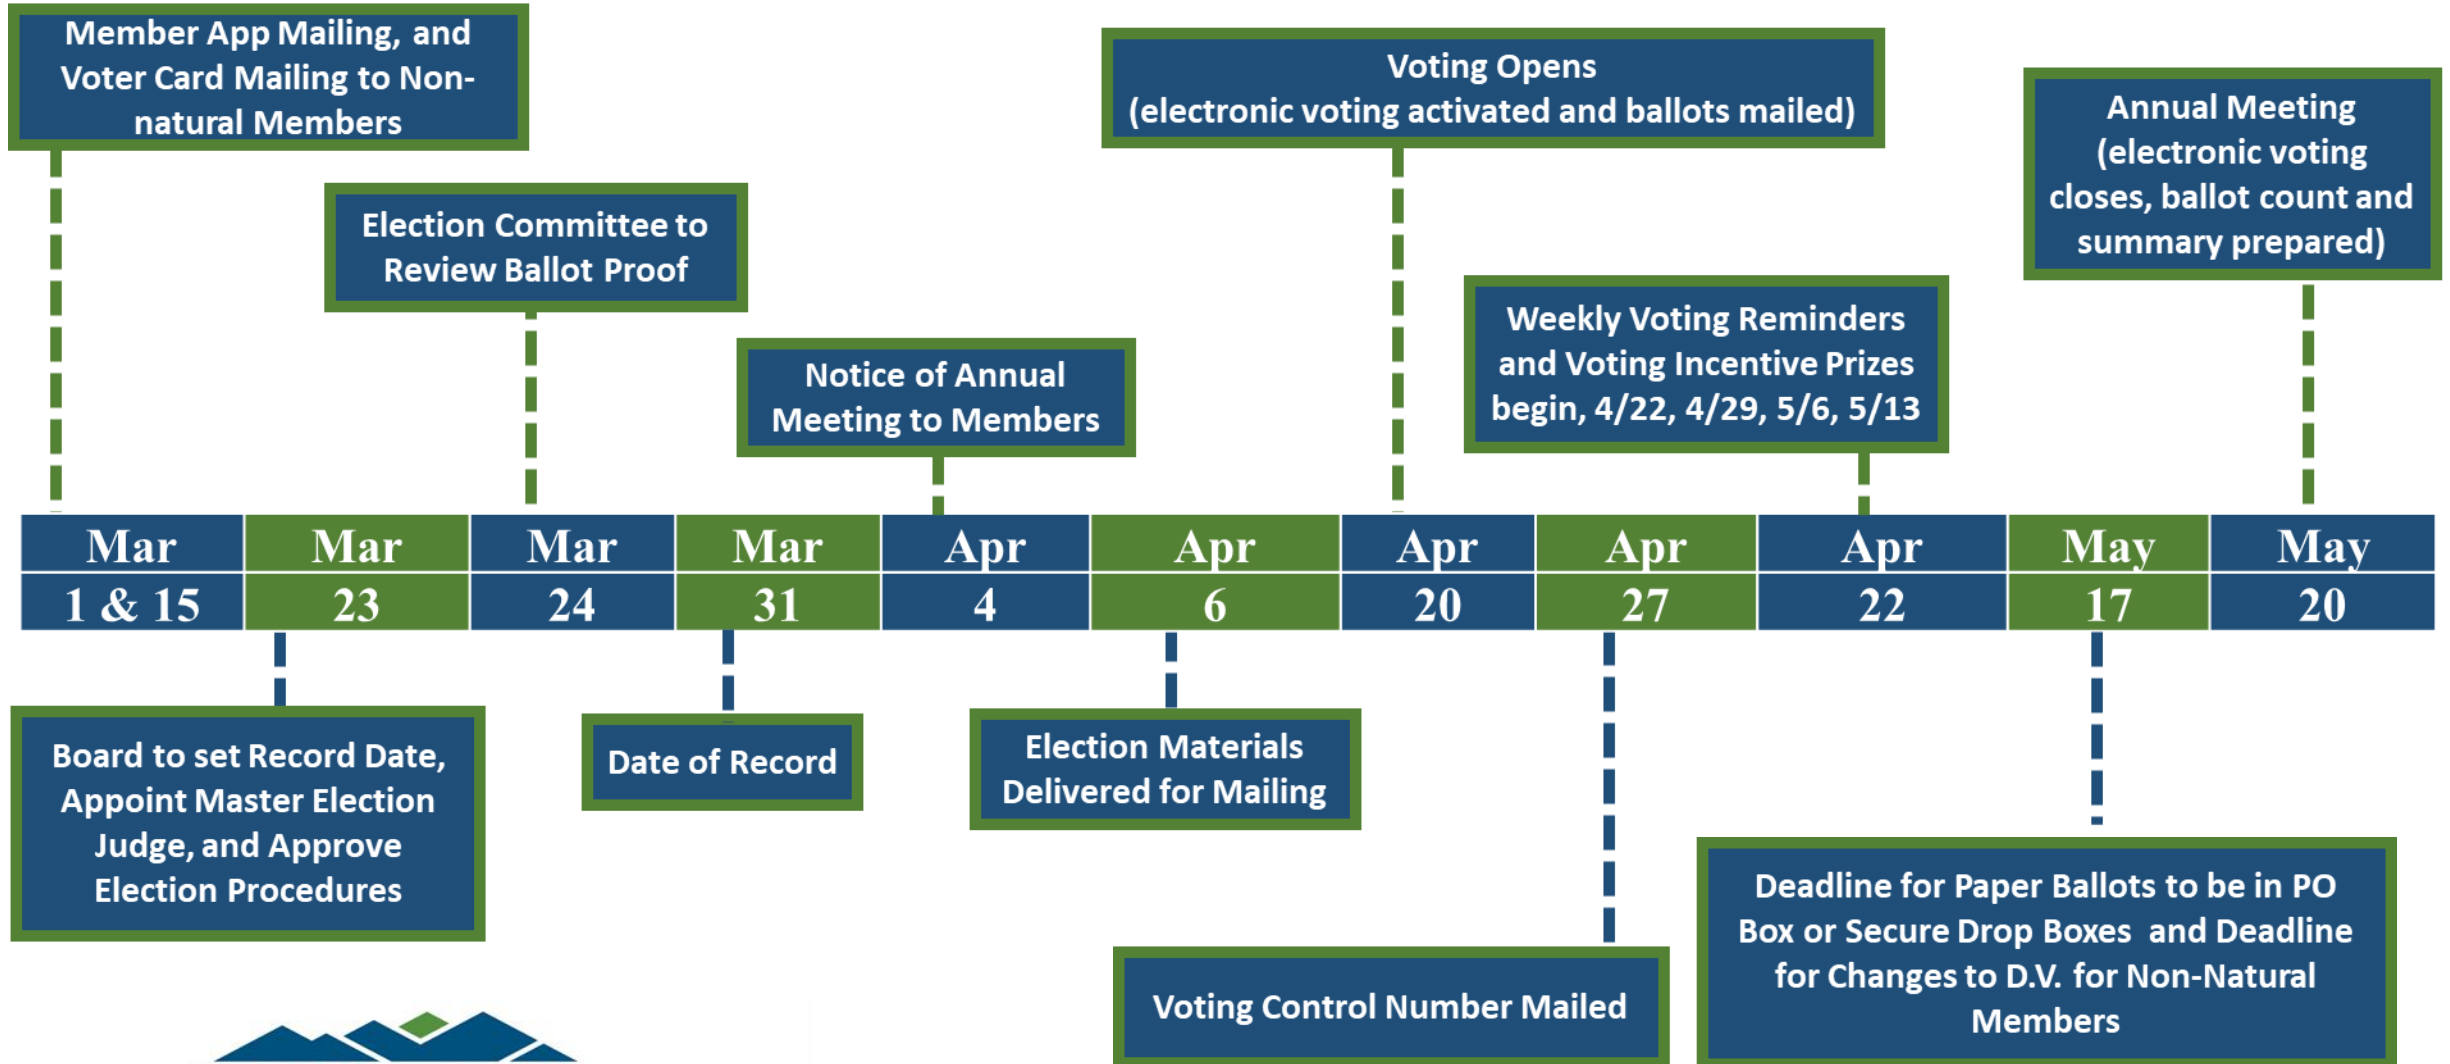 Member App Mailing, and
Voter Card Mailing to Non-
natural Members
Voting Opens
(electronic voting activated and ballots mailed)
Annual Meeting
(electronic voting
closes, ballot count and
summary prepared)
Election Committee to
Review Ballot Proof
Weekly Voting Reminders
and Voting Incentive Prizes
begin, 4/22, 4/29, 5/6, 5/13
Notice of Annual
Meeting to Members
Mar Mar Mar Mar Apr Apr Apr Apr Apr May May
1 & 15 23 24 31 4 6 20 27 22 17 20
Board to set Record Date,
Appoint Master Election
Judge, and Approve
Election Procedures
Date of Record
Election Materials
Delivered for Mailing
Voting Control Number Mailed
Deadline for Paper Ballots to be in PO
Box or Secure Drop Boxes and Deadline
for Changes to D.V. for Non-Natural
Members